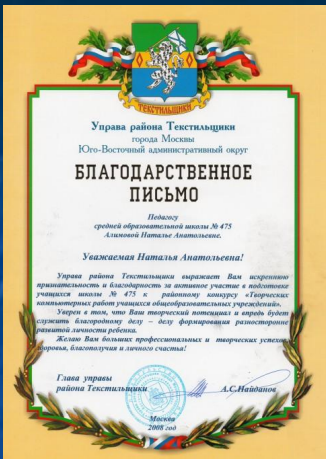 ТЕКСТИЛЬЩИКИ
Управа района Текстильщики
города Москвы
Юго-Восточный административный округ
БЛАГОДАРСТВЕННОЕ
ПИСЬМО
Педагогу
средней образовательной школы № 475
Алимовой Наталье Анатольевне.
Уважаемая Наталья Анатольевна!
Управа района Текстильщики выражает Вам искреннюю
признательность и благодарность за активное участие в подготовке
учащихся школы № 475 к районному конкурсу «Творческих
компьютерных работ учащихся общеобразовательных учреждений».
Уверен в том, что Ваш творческий потенциал и впредь будет
служить благородному делу – делу формирования разносторонне
развитой личности ребенка.
Желаю Вам больших профессиональных и творческих успехов,
здоровья, благополучия и личного счастья!
Глава управы
района Текстильщики
А.С.Найданов
Москва
2008 год